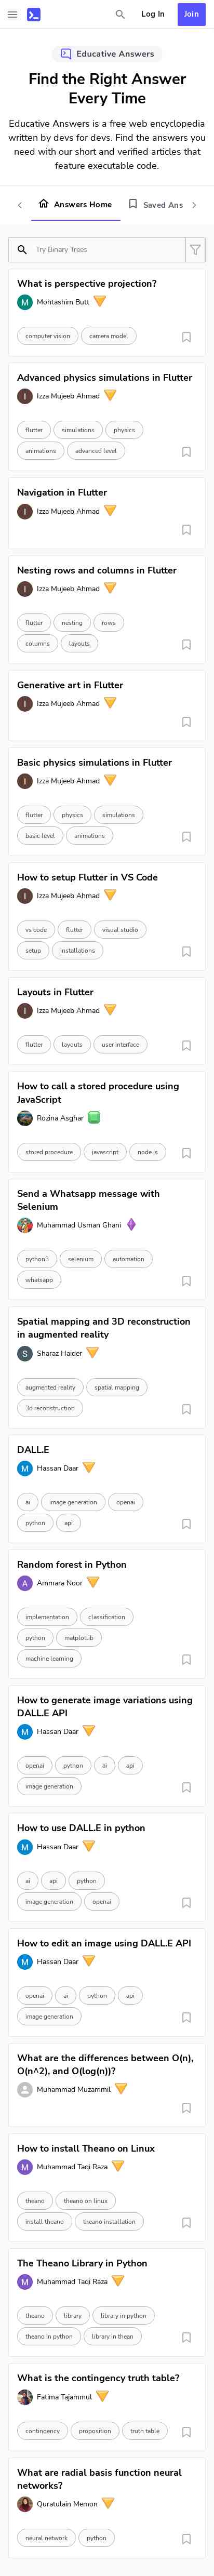 Log In
Join
Educative Answers
Find the Right Answer
Every Time
Educative Answers is a free web encyclopedia
written by devs for devs. Find the answers you
need with our short and verified articles that
feature executable code.
Answers Home
Saved Ans
Try Binary Trees
What is perspective projection?
M Mohtashim Butt
computer vision camera model
Advanced physics simulations in Flutter
I Izza Mujeeb Ahmad
flutter simulations physics
animations advanced level
Navigation in Flutter
I Izza Mujeeb Ahmad
Nesting rows and columns in Flutter
I Izza Mujeeb Ahmad
flutter nesting rows
columns layouts
Generative art in Flutter
I Izza Mujeeb Ahmad
Basic physics simulations in Flutter
I Izza Mujeeb Ahmad
flutter physics simulations
basic level animations
How to setup Flutter in VS Code
I Izza Mujeeb Ahmad
vs code flutter visual studio
setup installations
Layouts in Flutter
I Izza Mujeeb Ahmad
flutter layouts user interface
How to call a stored procedure using
JavaScript
Rozina Asghar
stored procedure javascript node.js
Send a Whatsapp message with
Selenium
Muhammad Usman Ghani
python3 selenium automation
whatsapp
Spatial mapping and 3D reconstruction
in augmented reality
S Sharaz Haider
augmented reality spatial mapping
3d reconstruction
DALL.E
M Hassan Daar
ai image generation openai
python api
Random forest in Python
A Ammara Noor
implementation classification
python matplotlib
machine learning
How to generate image variations using
DALL.E API
M Hassan Daar
openai python ai api
image generation
How to use DALL.E in python
M Hassan Daar
ai api python
image generation openai
How to edit an image using DALL.E API
M Hassan Daar
openai ai python api
image generation
What are the differences between O(n),
O(n^2), and O(log(n))?
Muhammad Muzammil
How to install Theano on Linux
M Muhammad Taqi Raza
theano theano on linux
install theano theano installation
The Theano Library in Python
M Muhammad Taqi Raza
theano library library in python
theano in python library in thean
What is the contingency truth table?
Fatima Tajammul
contingency proposition truth table
What are radial basis function neural
networks?
Quratulain Memon
neural network python